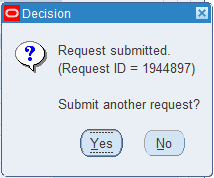 Decision
Request submitted.
(Request ID = 1944897)
Submit another request?
Yes
No